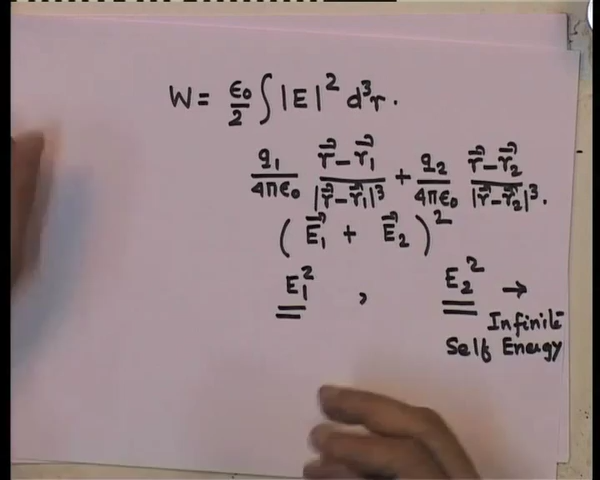 W = ε₀/2 ∫ |E|² d³r.
q₁/4πε₀ (r⃗ − r⃗₁)/|r⃗ − r⃗₁|³ + q₂/4πε₀ (r⃗ − r⃗₂)/|r⃗ − r⃗₂|³.
(E⃗₁ + E⃗₂)²
E₁² , E₂² →
Infinite
Self Energy